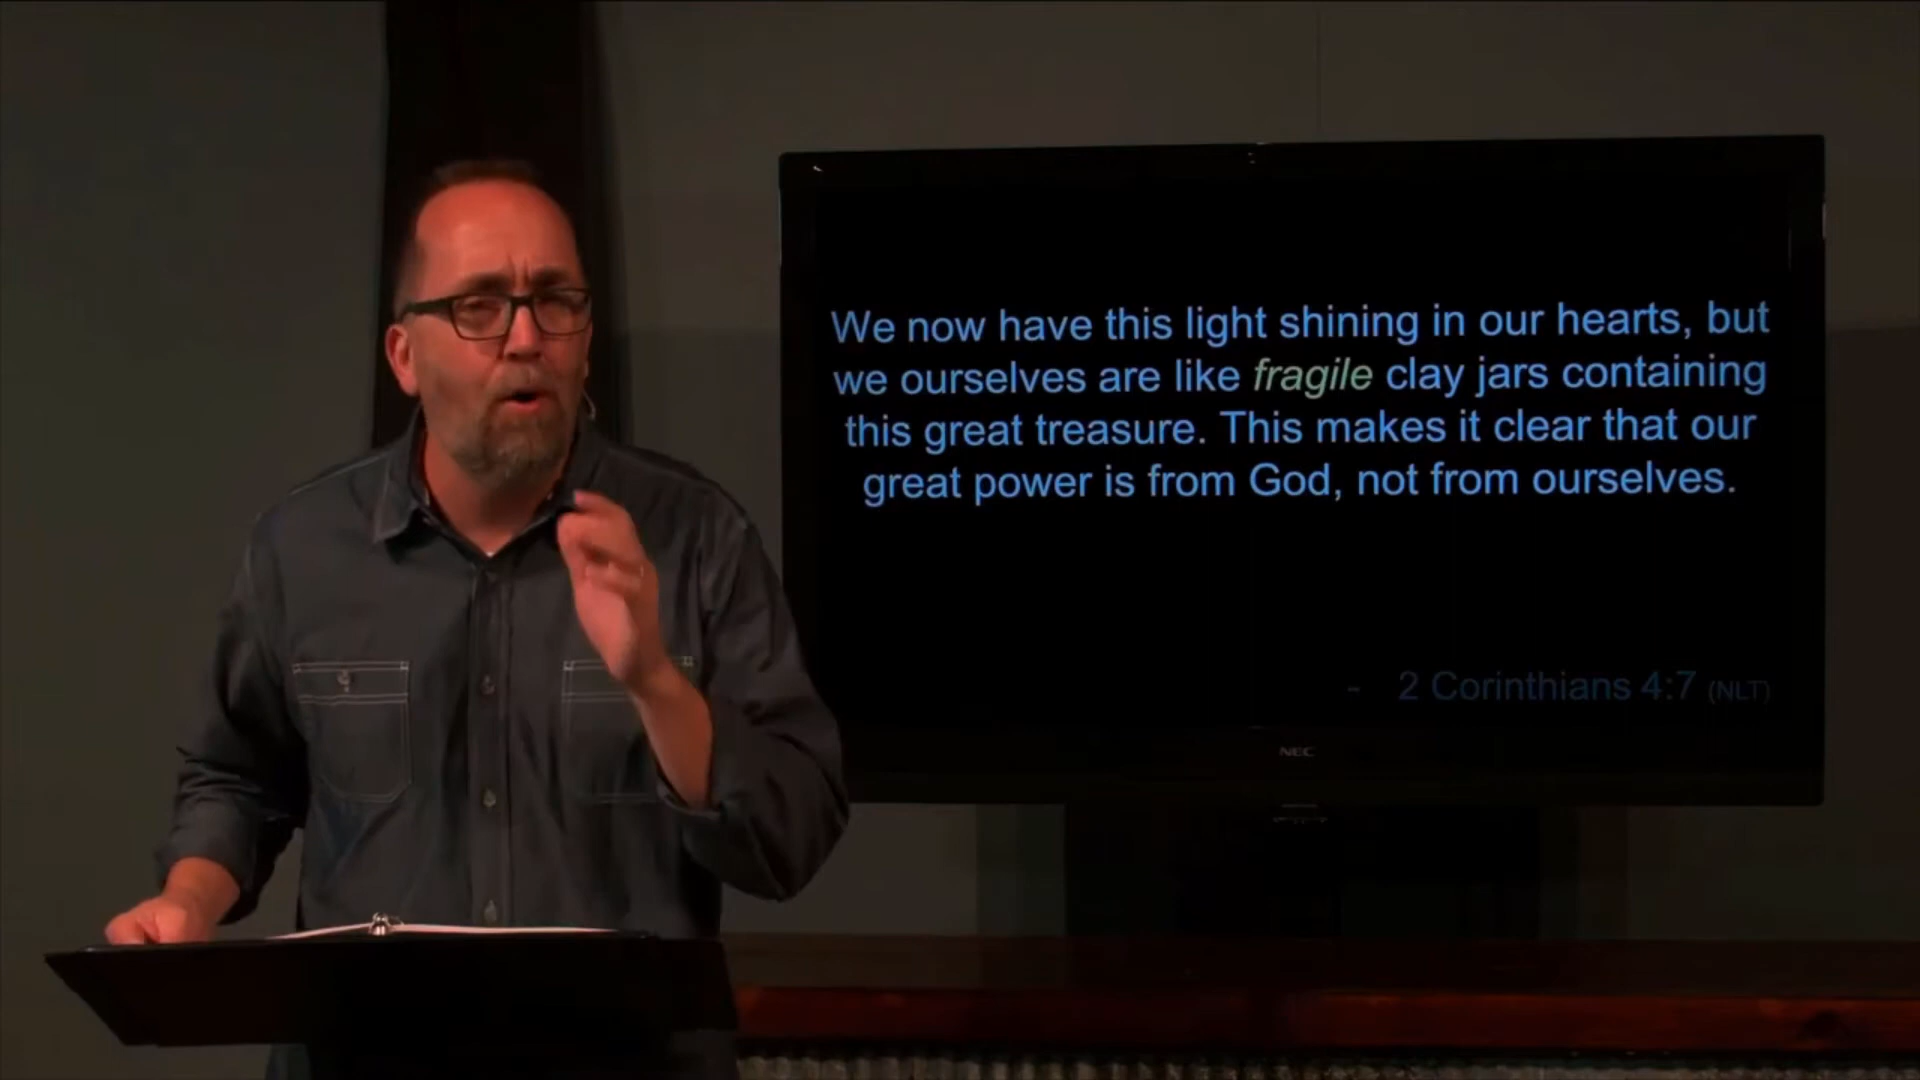 We now have this light shining in our hearts, but
we ourselves are like fragile clay jars containing
this great treasure. This makes it clear that our
great power is from God, not from ourselves.
- 2 Corinthians 4:7 (NLT)
NEC